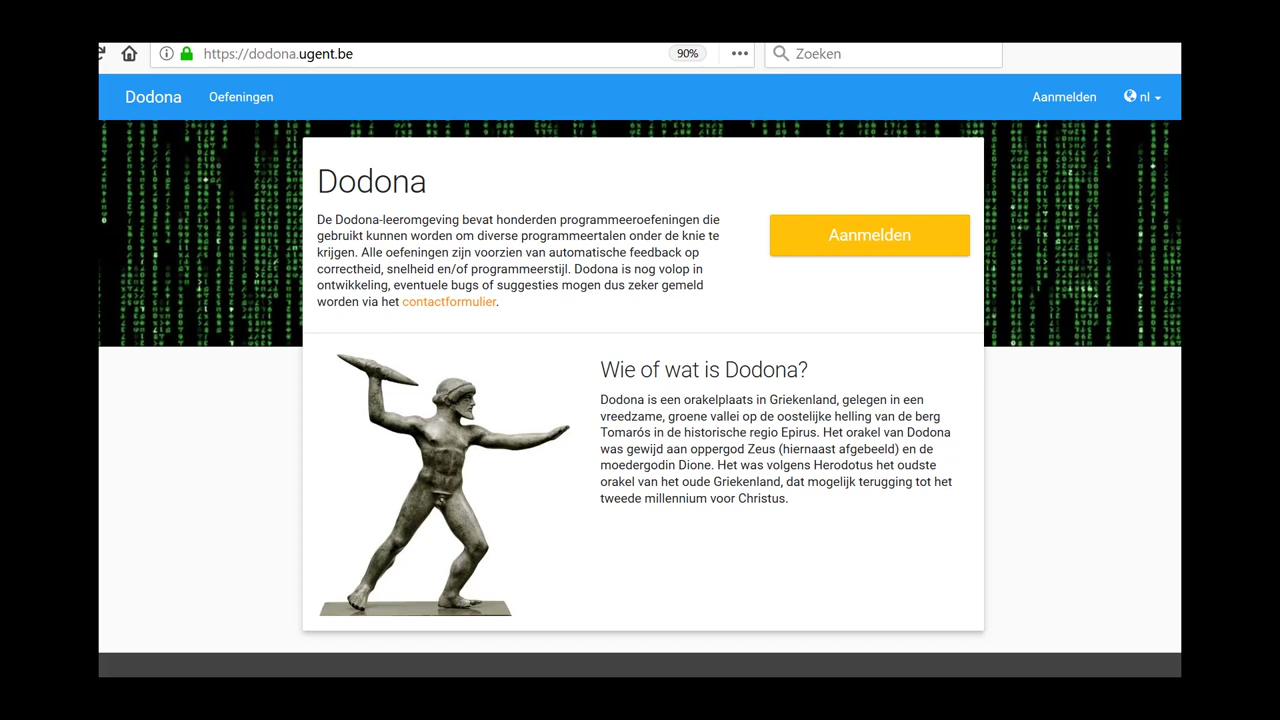 https://dodona.ugent.be
90%
Zoeken
Dodona
Oefeningen
Aanmelden
nl
Dodona
De Dodona-leeromgeving bevat honderden programmeeroefeningen die
gebruikt kunnen worden om diverse programmeertalen onder de knie te
krijgen. Alle oefeningen zijn voorzien van automatische feedback op
correctheid, snelheid en/of programmeerstijl. Dodona is nog volop in
ontwikkeling, eventuele bugs of suggesties mogen dus zeker gemeld
worden via het contactformulier.
Aanmelden
Wie of wat is Dodona?
Dodona is een orakelplaats in Griekenland, gelegen in een
vreedzame, groene vallei op de oostelijke helling van de berg
Tomarós in de historische regio Epirus. Het orakel van Dodona
was gewijd aan oppergod Zeus (hiernaast afgebeeld) en de
moedergodin Dione. Het was volgens Herodotus het oudste
orakel van het oude Griekenland, dat mogelijk terugging tot het
tweede millennium voor Christus.